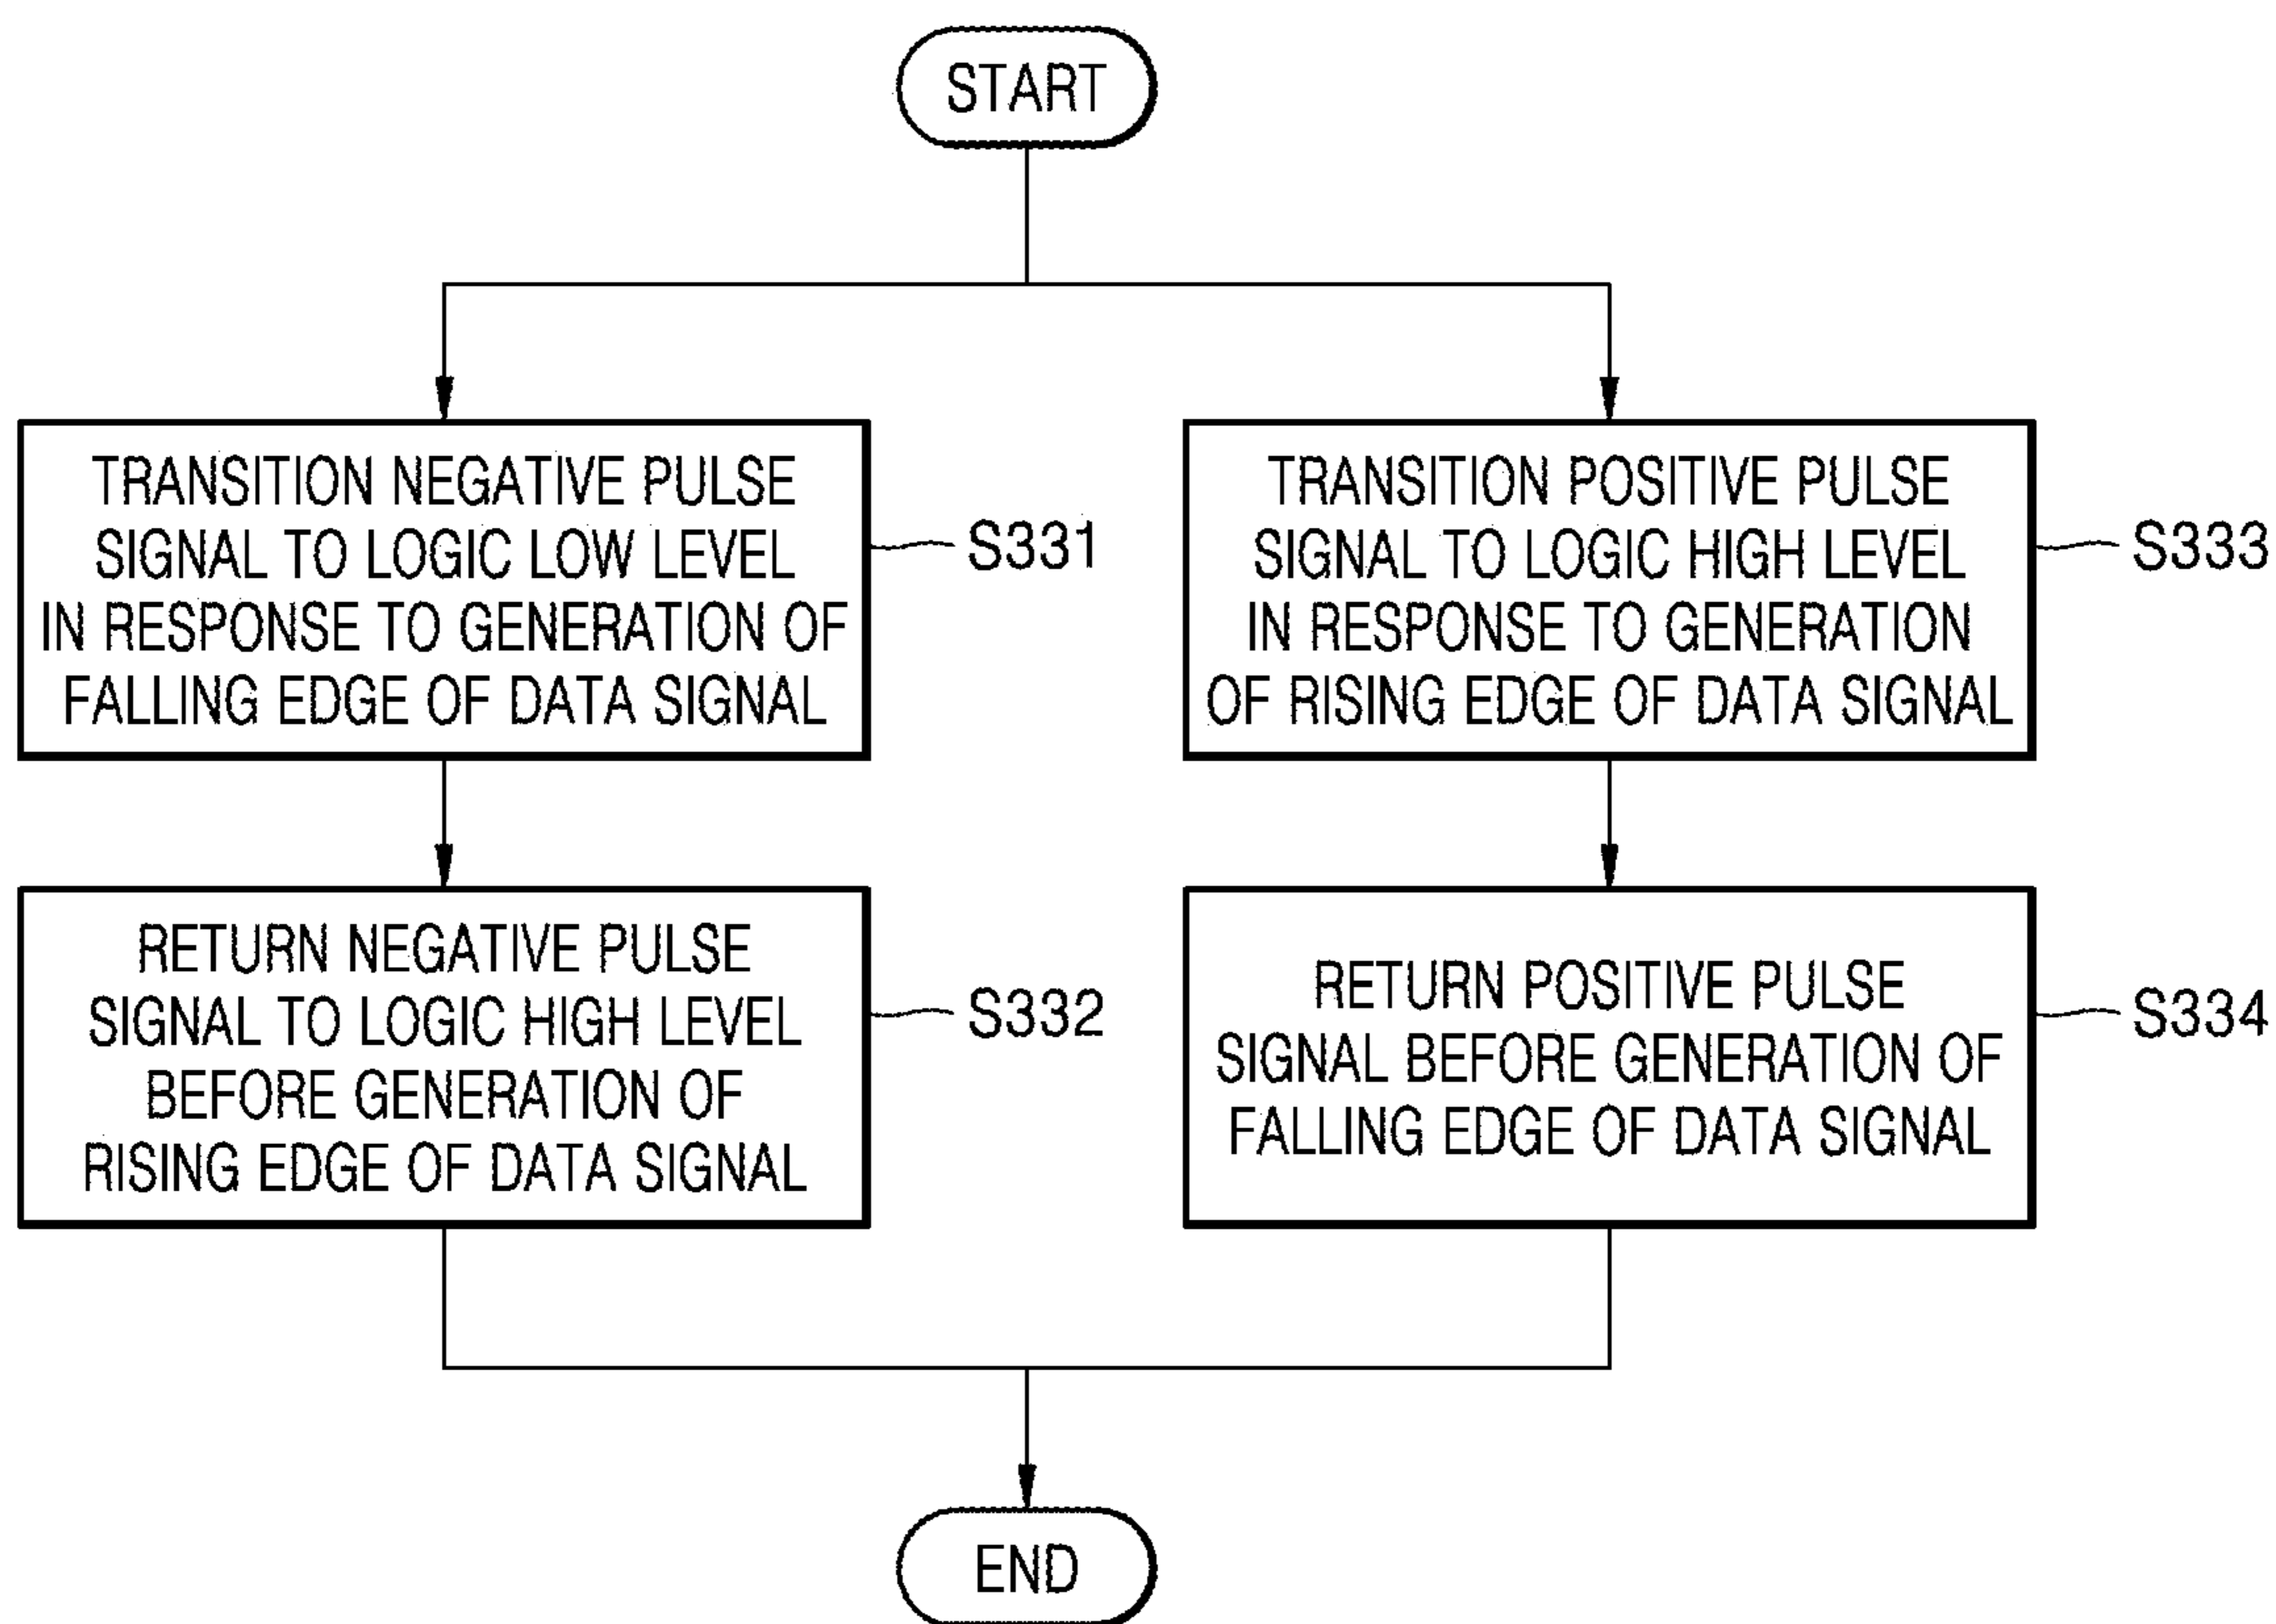 START
TRANSITION NEGATIVE PULSE
SIGNAL TO LOGIC LOW LEVEL
IN RESPONSE TO GENERATION OF
FALLING EDGE OF DATA SIGNAL
S331
TRANSITION POSITIVE PULSE
SIGNAL TO LOGIC HIGH LEVEL
IN RESPONSE TO GENERATION
OF RISING EDGE OF DATA SIGNAL
S333
RETURN NEGATIVE PULSE
SIGNAL TO LOGIC HIGH LEVEL
BEFORE GENERATION OF
RISING EDGE OF DATA SIGNAL
S332
RETURN POSITIVE PULSE
SIGNAL BEFORE GENERATION OF
FALLING EDGE OF DATA SIGNAL
S334
END